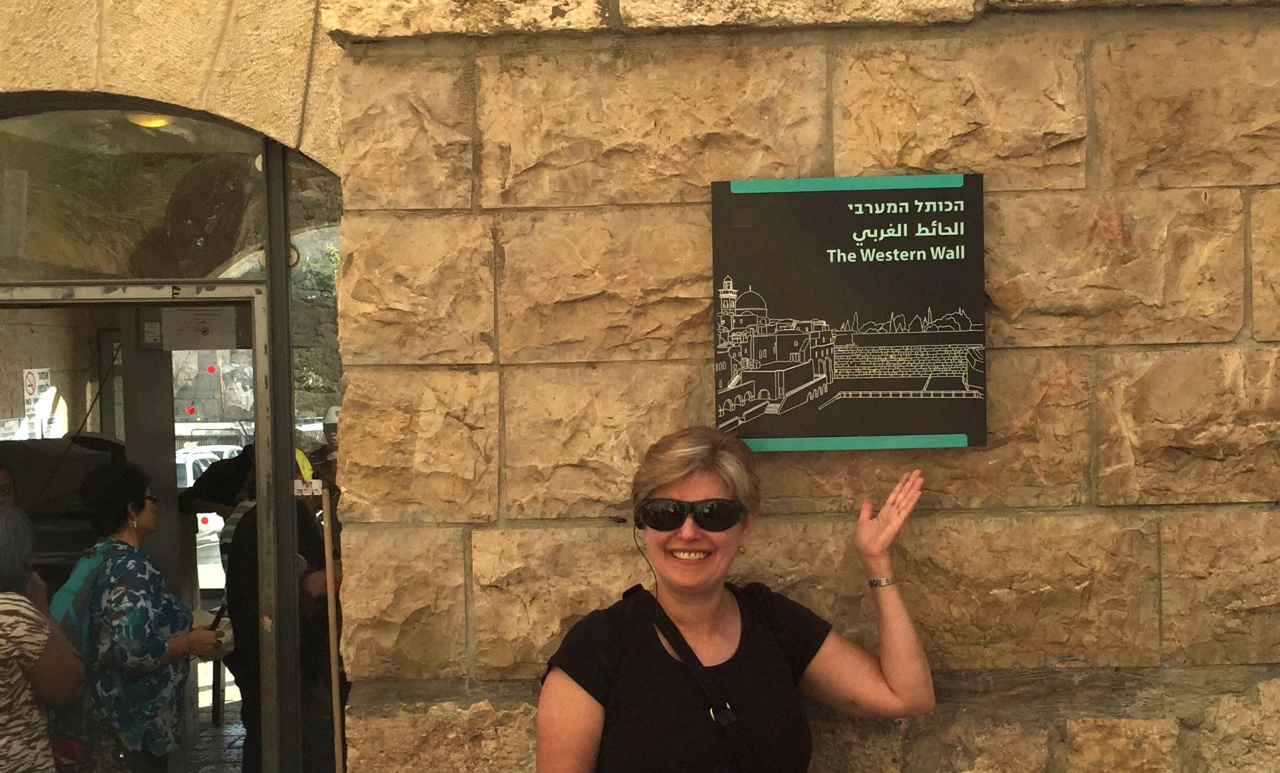 הכותל המערבי
الحائط الغربي
The Western Wall